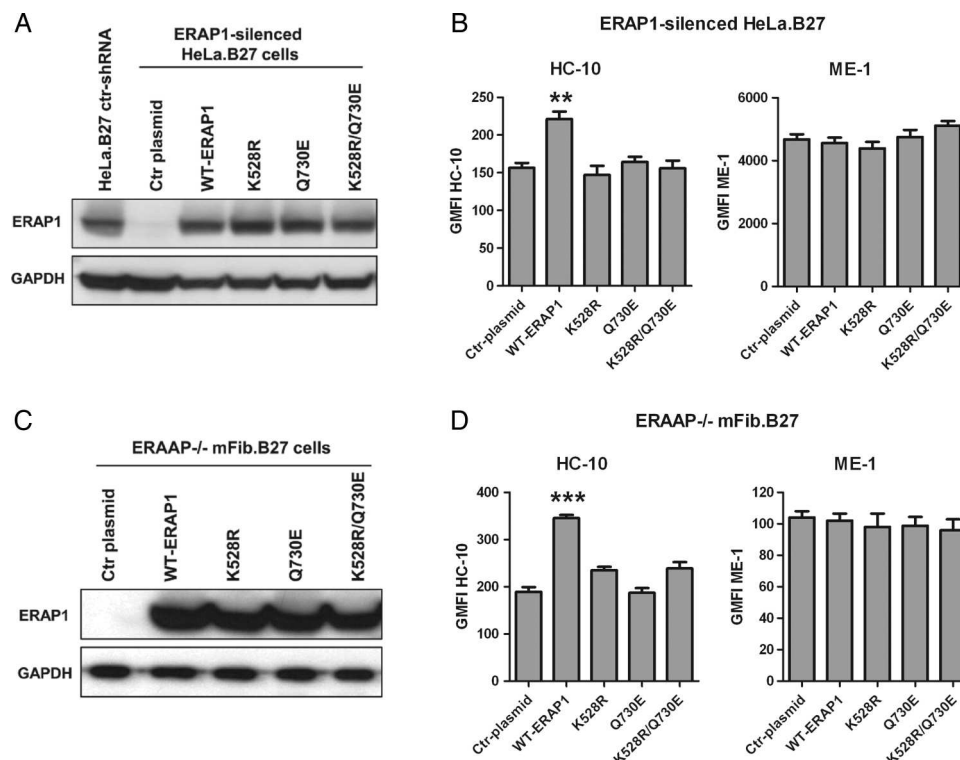 A
ERAP1-silenced
HeLa.B27 cells
HeLa.B27 ctr-shRNA
Ctr plasmid
WT-ERAP1
K528R
Q730E
K528R/Q730E
ERAP1
GAPDH
B
ERAP1-silenced HeLa.B27
HC-10
GMFI HC-10
250
200
150
100
50
0
**
Ctr-plasmid
WT-ERAP1
K528R
Q730E
K528R/Q730E
ME-1
GMFI ME-1
6000
4000
2000
0
Ctr-plasmid
WT-ERAP1
K528R
Q730E
K528R/Q730E
C
ERAAP-/- mFib.B27 cells
Ctr plasmid
WT-ERAP1
K528R
Q730E
K528R/Q730E
ERAP1
GAPDH
D
ERAAP-/- mFib.B27
HC-10
GMFI HC-10
400
300
200
100
0
***
Ctr-plasmid
WT-ERAP1
K528R
Q730E
K528R/Q730E
ME-1
GMFI ME-1
120
100
80
60
40
20
0
Ctr-plasmid
WT-ERAP1
K528R
Q730E
K528R/Q730E